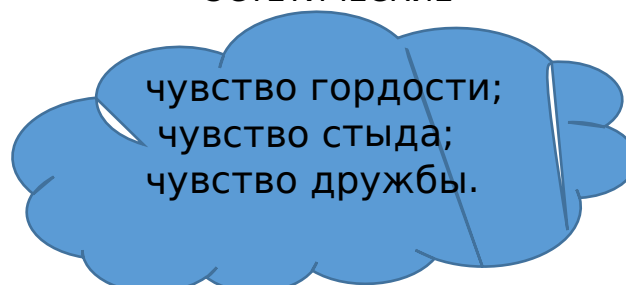 чувство гордости;
чувство стыда;
чувство дружбы.